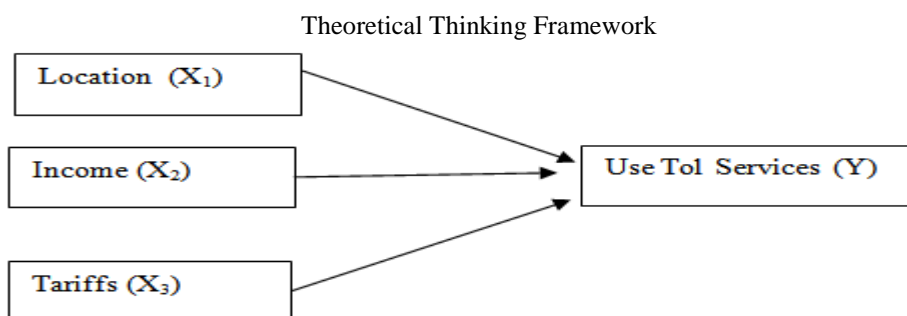 Theoretical Thinking Framework
Location (X₁)
Income (X₂)
Use Tol Services (Y)
Tariffs (X₃)